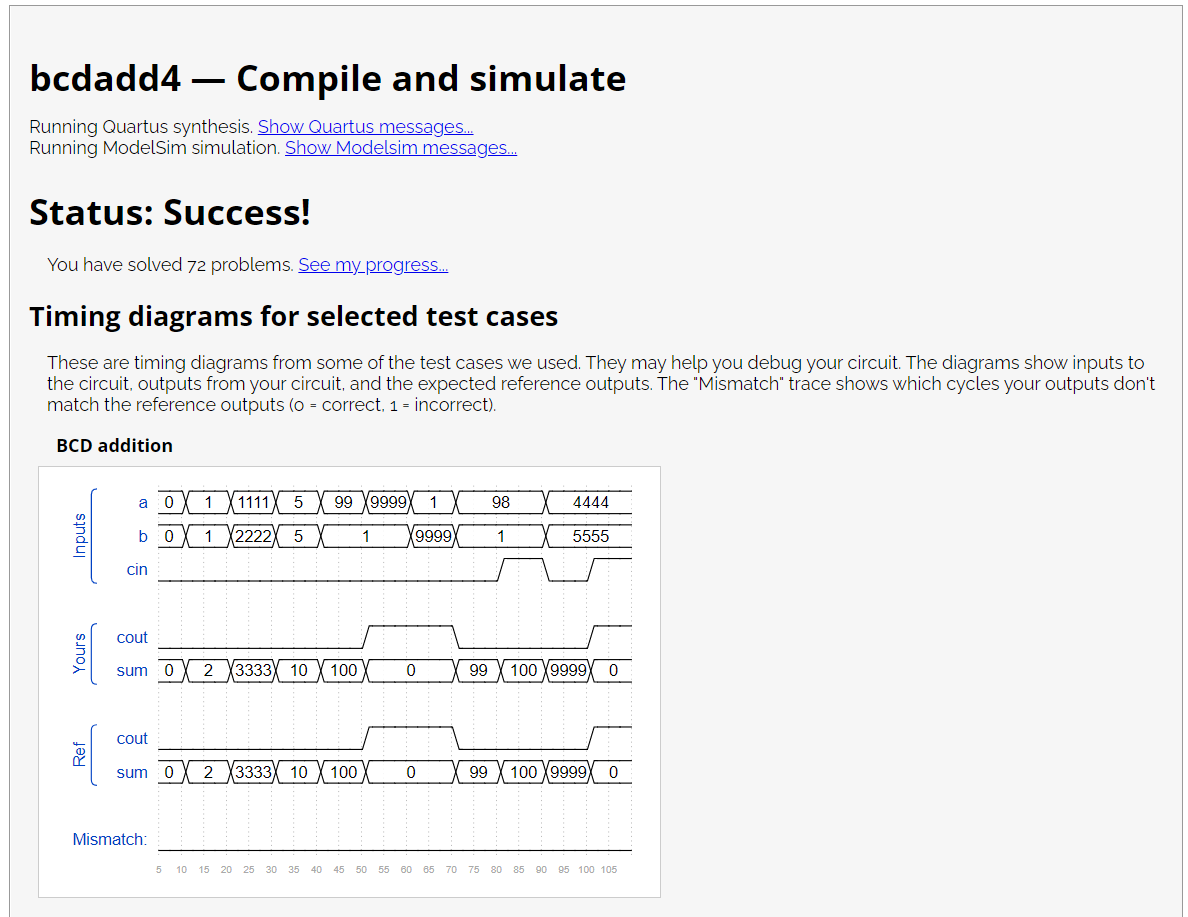 bcdadd4 — Compile and simulate
Running Quartus synthesis. Show Quartus messages...
Running ModelSim simulation. Show Modelsim messages...
Status: Success!
You have solved 72 problems. See my progress...
Timing diagrams for selected test cases
These are timing diagrams from some of the test cases we used. They may help you debug your circuit. The diagrams show inputs to
the circuit, outputs from your circuit, and the expected reference outputs. The "Mismatch" trace shows which cycles your outputs don't
match the reference outputs (0 = correct, 1 = incorrect).
BCD addition
Inputs
a 0 1 1111 5 99 9999 1 98 4444
b 0 1 2222 5 1 9999 1 5555
cin
Yours
cout
sum 0 2 3333 10 100 0 99 100 9999 0
Ref
cout
sum 0 2 3333 10 100 0 99 100 9999 0
Mismatch:
5 10 15 20 25 30 35 40 45 50 55 60 65 70 75 80 85 90 95 100 105